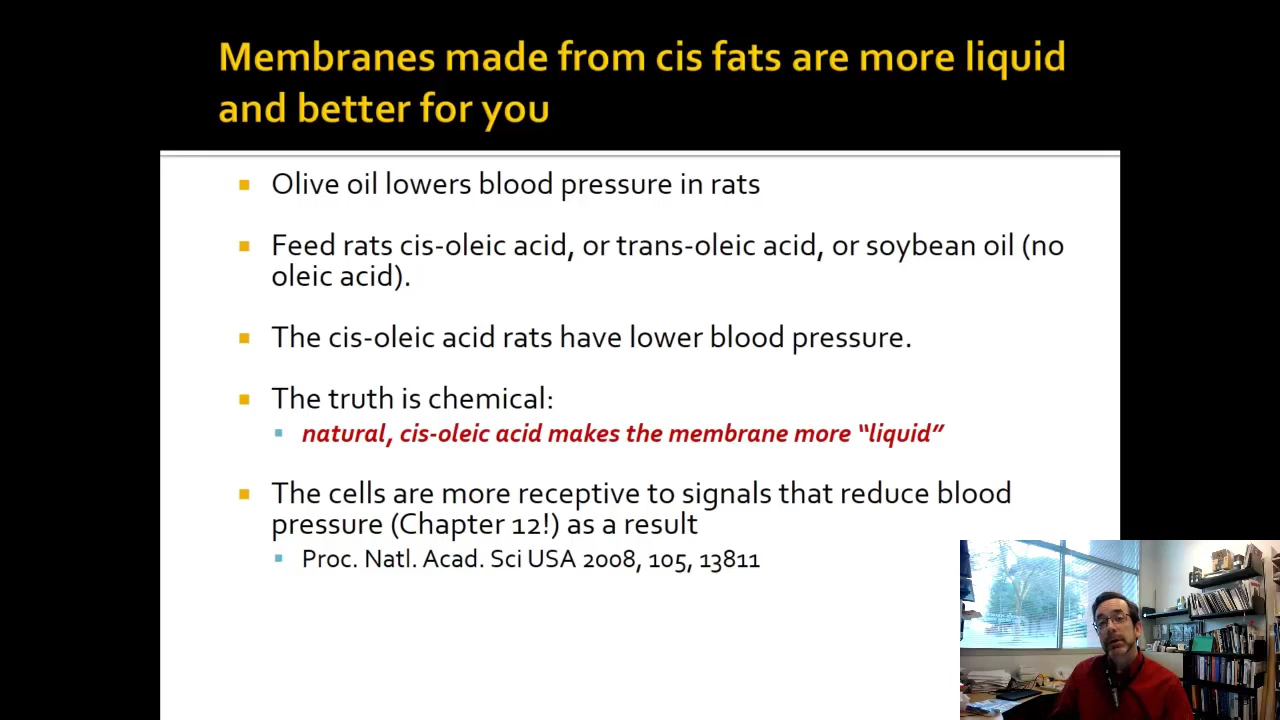 Membranes made from cis fats are more liquid
and better for you
Olive oil lowers blood pressure in rats
Feed rats cis-oleic acid, or trans-oleic acid, or soybean oil (no
oleic acid).
The cis-oleic acid rats have lower blood pressure.
The truth is chemical:
natural, cis-oleic acid makes the membrane more “liquid”
The cells are more receptive to signals that reduce blood
pressure (Chapter 12!) as a result
Proc. Natl. Acad. Sci USA 2008, 105, 13811